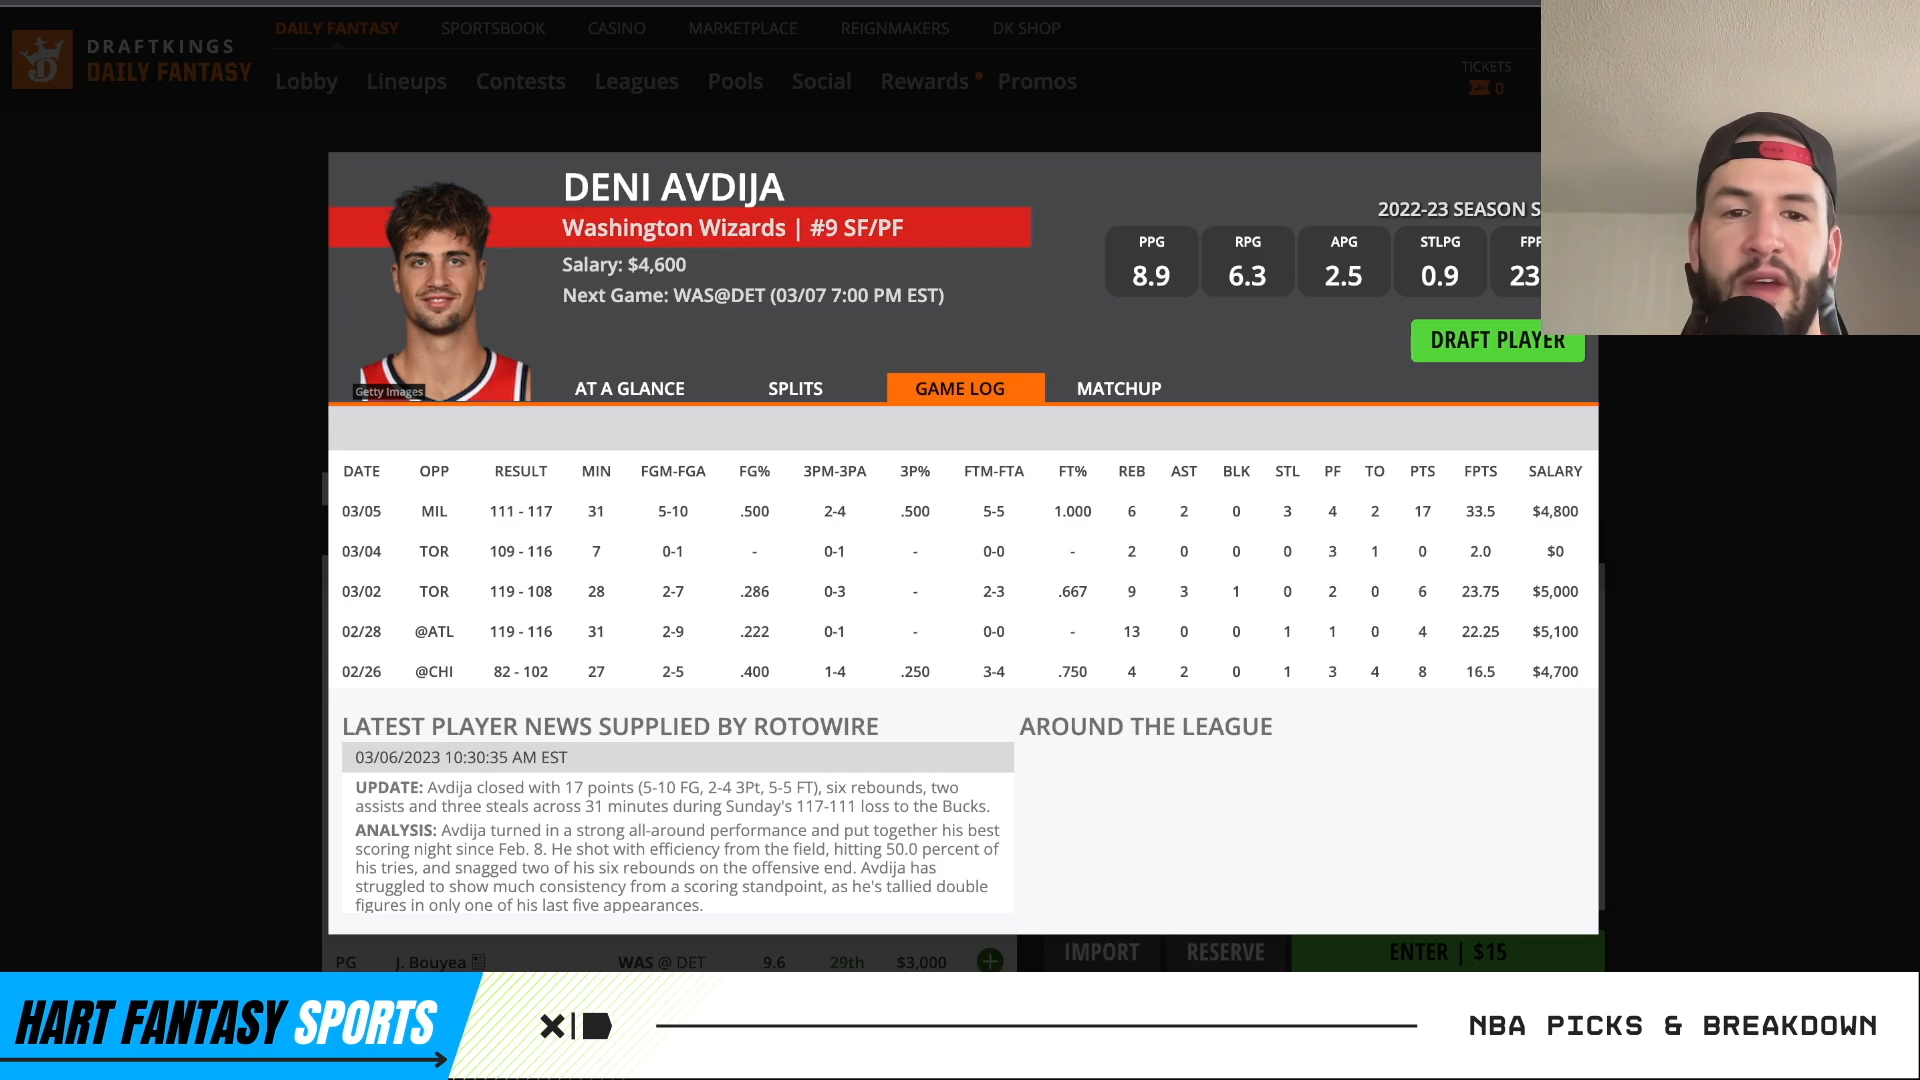 DAILY FANTASY SPORTSBOOK CASINO MARKETPLACE REIGNMAKERS DK SHOP
DRAFTKINGS
DAILY FANTASY
Lobby Lineups Contests Leagues Pools Social Rewards Promos
TICKETS
0
DENI AVDIJA
Washington Wizards | #9 SF/PF
Salary: $4,600
Next Game: WAS@DET (03/07 7:00 PM EST)
2022-23 SEASON S
PPG RPG APG STLPG FPP
8.9 6.3 2.5 0.9 23
DRAFT PLAYER
Getty Images
AT A GLANCE SPLITS GAME LOG MATCHUP
DATE OPP RESULT MIN FGM-FGA FG% 3PM-3PA 3P% FTM-FTA FT% REB AST BLK STL PF TO PTS FPTS SALARY
03/05 MIL 111 - 117 31 5-10 .500 2-4 .500 5-5 1.000 6 2 0 3 4 2 17 33.5 $4,800
03/04 TOR 109 - 116 7 0-1 - 0-1 - 0-0 - 2 0 0 0 3 1 0 2.0 $0
03/02 TOR 119 - 108 28 2-7 .286 0-3 - 2-3 .667 9 3 1 0 2 0 6 23.75 $5,000
02/28 @ATL 119 - 116 31 2-9 .222 0-1 - 0-0 - 13 0 0 1 1 0 4 22.25 $5,100
02/26 @CHI 82 - 102 27 2-5 .400 1-4 .250 3-4 .750 4 2 0 1 3 4 8 16.5 $4,700
LATEST PLAYER NEWS SUPPLIED BY ROTOWIRE
AROUND THE LEAGUE
03/06/2023 10:30:35 AM EST
UPDATE: Avdija closed with 17 points (5-10 FG, 2-4 3Pt, 5-5 FT), six rebounds, two
assists and three steals across 31 minutes during Sunday's 117-111 loss to the Bucks.
ANALYSIS: Avdija turned in a strong all-around performance and put together his best
scoring night since Feb. 8. He shot with efficiency from the field, hitting 50.0 percent of
his tries, and snagged two of his six rebounds on the offensive end. Avdija has
struggled to show much consistency from a scoring standpoint, as he's tallied double
figures in only one of his last five appearances.
PG J. Bouyea WAS @ DET 9.6 29th $3,000
IMPORT RESERVE ENTER | $15
HART FANTASY SPORTS
NBA PICKS & BREAKDOWN